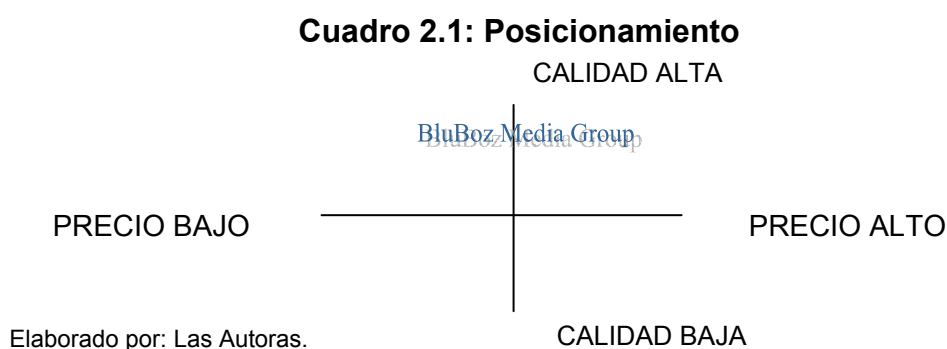 Cuadro 2.1: Posicionamiento
CALIDAD ALTA
BluBoz Media Group
PRECIO BAJO
PRECIO ALTO
CALIDAD BAJA
Elaborado por: Las Autoras.